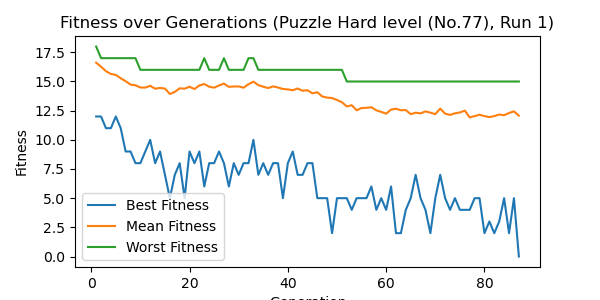 Fitness over Generations (Puzzle Hard level (No.77), Run 1)
Fitness
17.5
15.0
12.5
10.0
7.5
5.0
2.5
0.0
Best Fitness
Mean Fitness
Worst Fitness
0
20
40
60
80
Generation